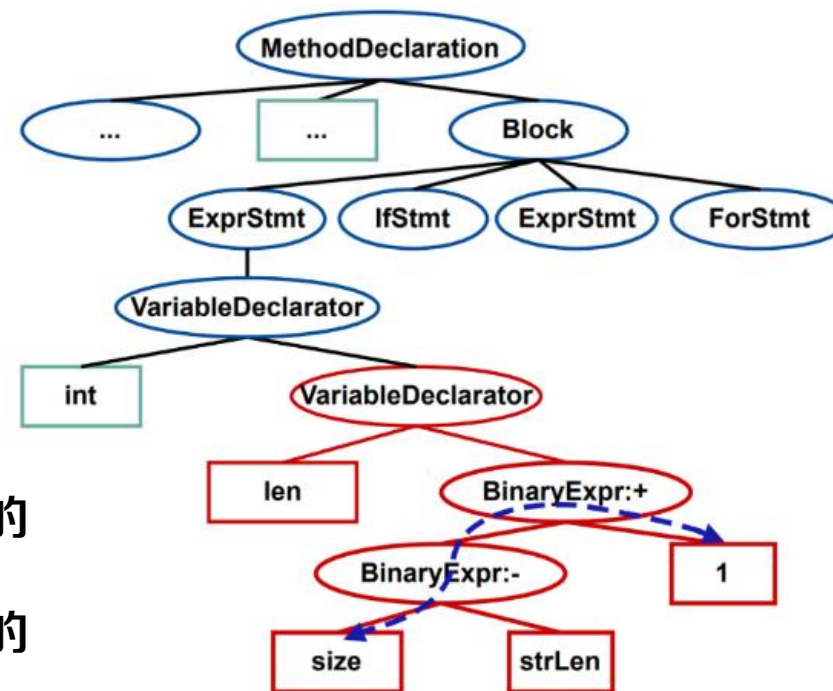 MethodDeclaration
...
...
Block
ExprStmt
IfStmt
ExprStmt
ForStmt
VariableDeclarator
int
VariableDeclarator
len
BinaryExpr:+
的
BinaryExpr:-
1
的
size
strLen